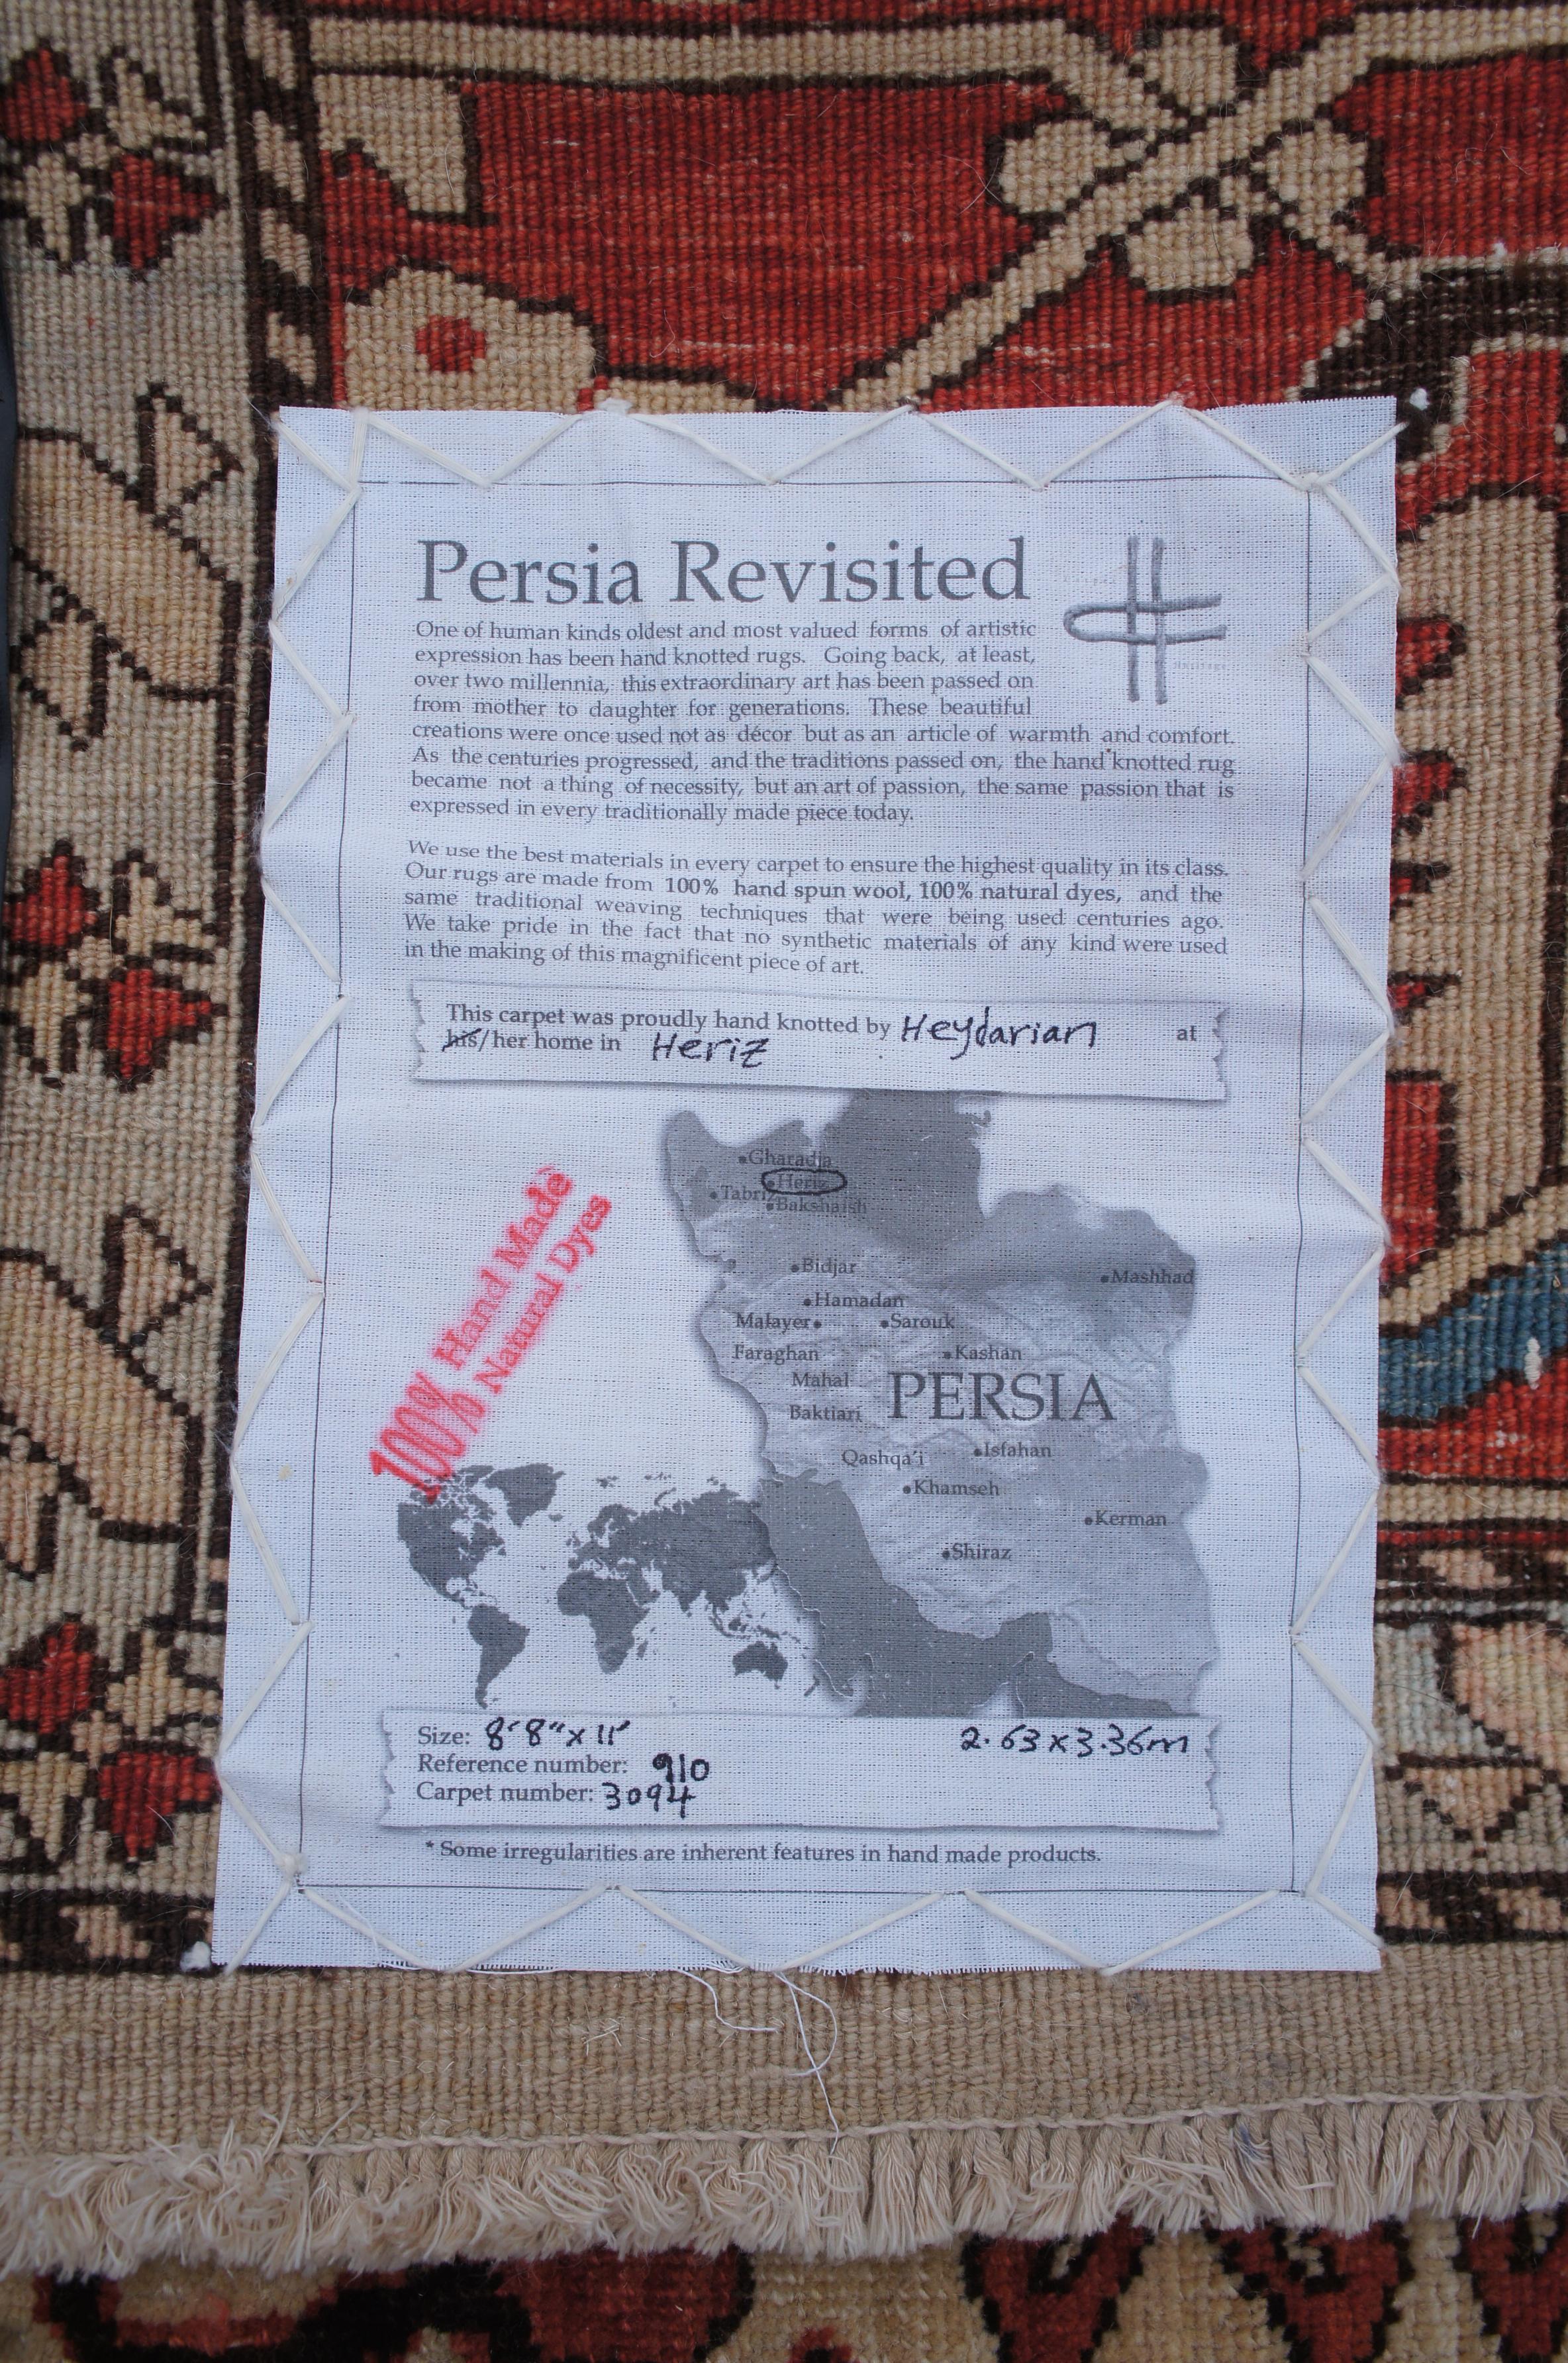 Persia Revisited
One of human kinds oldest and most valued forms of artistic
expression has been hand knotted rugs. Going back, at least,
over two millennia, this extraordinary art has been passed on
from mother to daughter for generations. These beautiful
creations were once used not as décor but as an article of warmth and comfort.
As the centuries progressed, and the traditions passed on, the hand knotted rug
became not a thing of necessity, but an art of passion, the same passion that is
expressed in every traditionally made piece today.
We use the best materials in every carpet to ensure the highest quality in its class.
Our rugs are made from 100% hand spun wool, 100% natural dyes, and the
same traditional weaving techniques that were being used centuries ago.
We take pride in the fact that no synthetic materials of any kind were used
in the making of this magnificent piece of art.
This carpet was proudly hand knotted by Heydarian at
his/her home in Heriz
100% Hand Made
Natural Dyes
Gharadja
Heriz
Tabriz
Bakshaish
Bidjar
Mashhad
Hamadan
Malayer
Sarouk
Faraghan
Kashan
Mahal
PERSIA
Baktiari
Isfahan
Qashqa'i
Khamseh
Kerman
Shiraz
Size: 8'8" x 11' 2.63 x 3.36m
Reference number: 910
Carpet number: 3094
* Some irregularities are inherent features in hand made products.